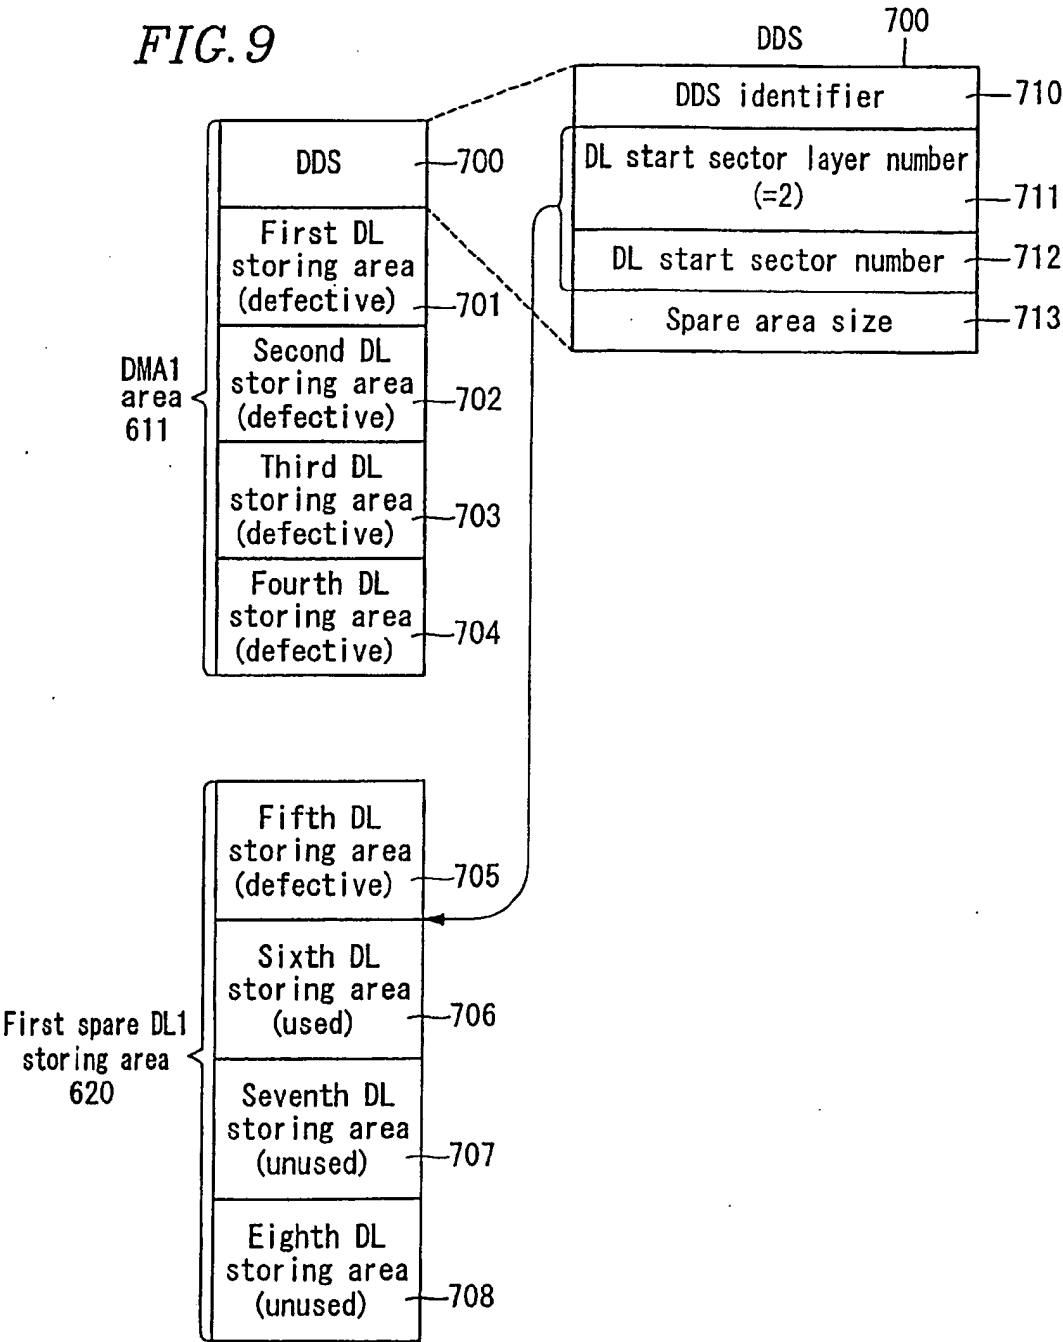 FIG. 9
DDS
700
DDS identifier
710
DL start sector layer number
(=2)
711
DL start sector number
712
Spare area size
713
DDS
700
First DL
storing area
(defective)
701
Second DL
storing area
(defective)
702
Third DL
storing area
(defective)
703
Fourth DL
storing area
(defective)
704
DMA1
area
611
Fifth DL
storing area
(defective)
705
Sixth DL
storing area
(used)
706
Seventh DL
storing area
(unused)
707
Eighth DL
storing area
(unused)
708
First spare DL1
storing area
620